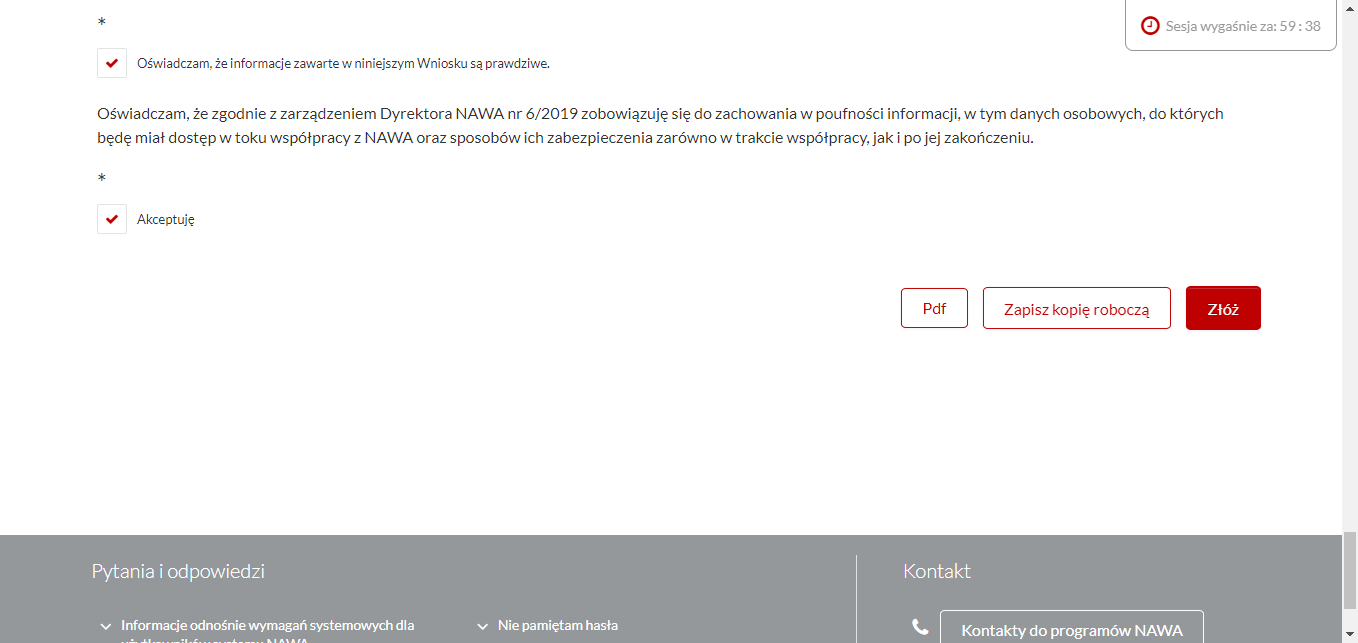 Sesja wygaśnie za: 59 : 38
*
Oświadczam, że informacje zawarte w niniejszym Wniosku są prawdziwe.
Oświadczam, że zgodnie z zarządzeniem Dyrektora NAWA nr 6/2019 zobowiązuję się do zachowania w poufności informacji, w tym danych osobowych, do których
będę miał dostęp w toku współpracy z NAWA oraz sposobów ich zabezpieczenia zarówno w trakcie współpracy, jak i po jej zakończeniu.
*
Akceptuję
Pdf
Zapisz kopię roboczą
Złóż
Pytania i odpowiedzi
Informacje odnośnie wymagań systemowych dla
użytkowników systemu NAWA
Nie pamiętam hasła
Kontakt
Kontakty do programów NAWA